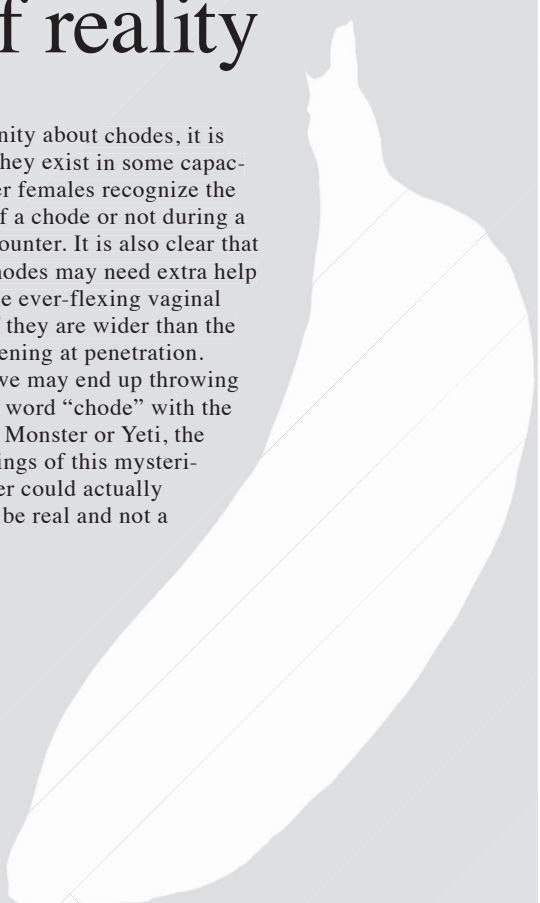 f reality
nity about chodes, it is
hey exist in some capac-
er females recognize the
f a chode or not during a
ounter. It is also clear that
hodes may need extra help
e ever-flexing vaginal
f they are wider than the
ening at penetration.
we may end up throwing
word “chode” with the
Monster or Yeti, the
ings of this mysteri-
er could actually
be real and not a